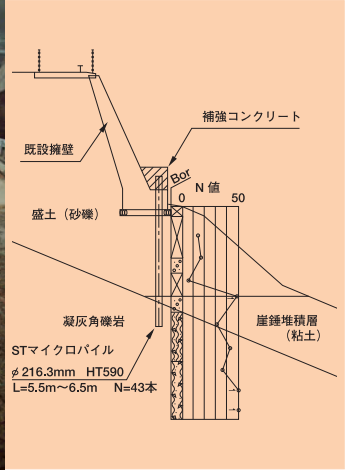 補強コンクリート
既設擁壁
Bor
N 値
0
50
盛土（砂礫）
凝灰角礫岩
崖錐堆積層
（粘土）
STマイクロパイル
φ 216.3mm HT590
L=5.5m〜6.5m N=43本